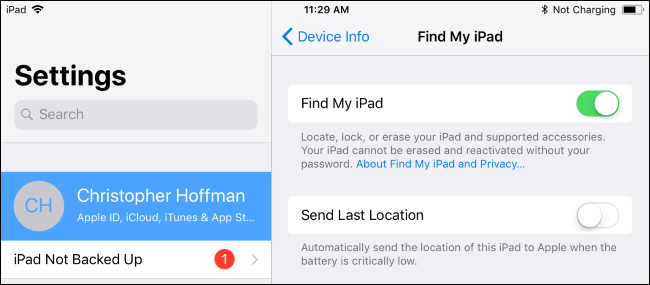 iPad
11:29 AM
Not Charging
Settings
Search
CH
Christopher Hoffman
Apple ID, iCloud, iTunes & App St...
iPad Not Backed Up
1
Device Info
Find My iPad
Find My iPad
Locate, lock, or erase your iPad and supported accessories.
Your iPad cannot be erased and reactivated without your
password. About Find My iPad and Privacy...
Send Last Location
Automatically send the location of this iPad to Apple when the
battery is critically low.